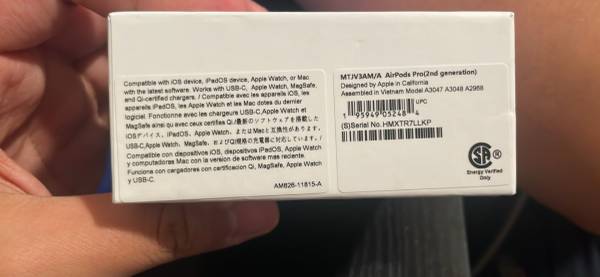 Compatible with iOS device, iPadOS device, Apple Watch, or Mac
with the latest software. Works with USB-C, Apple Watch, MagSafe,
and Qi-certified chargers. / Compatible avec les appareils iOS, les
appareils iPadOS, les Apple Watch et les Mac dotés du dernier
logiciel. Fonctionne avec les chargeurs USB-C, Apple Watch et
MagSafe ainsi que avec ceux certifiés Qi. / 最新のソフトウェアを搭載した
iOSデバイス、iPadOS、Apple Watch、またはMacと互換性があります。
USB-C, Apple Watch、MagSafe、およびQi規格の充電器に対応しています。/
Compatible con dispositivos iOS, dispositivos iPadOS, Apple Watch
y computadoras Mac con la versión de software más reciente.
Funciona con cargadores con certificación Qi, MagSafe, Apple Watch
y USB-C.
AM826-11815-A
MTJV3AM/A AirPods Pro(2nd generation)
Designed by Apple in California
Assembled in Vietnam Model A3047 A3048 A2968
UPC
1 95949 05248 4
(S)Serial No. HMXTR7LLKP
SA
Energy Verified
Only